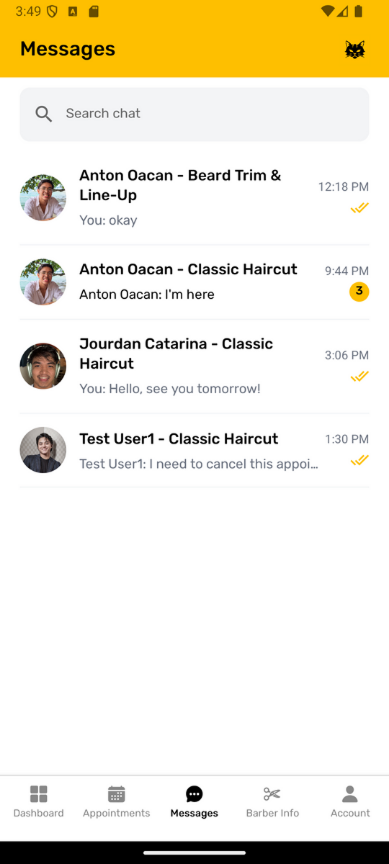 3:49
Messages
Search chat
Anton Oacan - Beard Trim &
Line-Up
12:18 PM
You: okay
Anton Oacan - Classic Haircut
9:44 PM
Anton Oacan: I'm here
3
Jourdan Catarina - Classic
Haircut
3:06 PM
You: Hello, see you tomorrow!
Test User1 - Classic Haircut
1:30 PM
Test User1: I need to cancel this appoi...
Dashboard
Appointments
Messages
Barber Info
Account